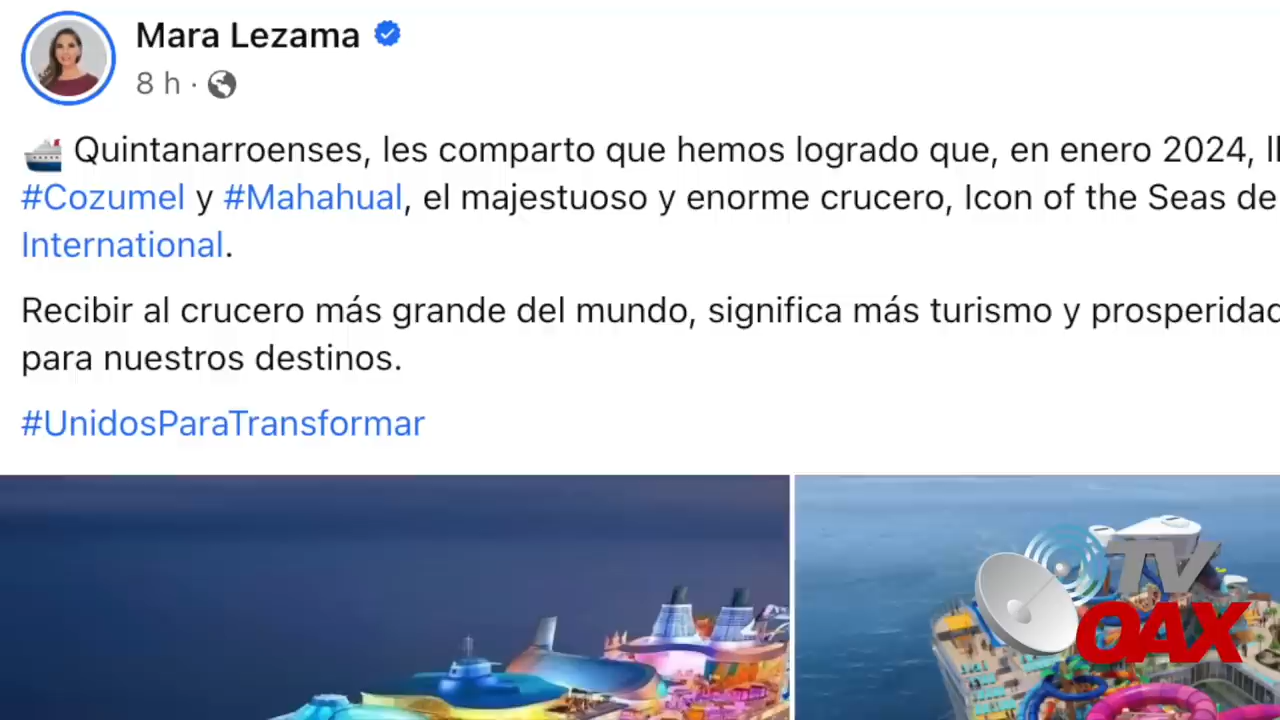 Mara Lezama
8 h ·
Quintanarroenses, les comparto que hemos logrado que, en enero 2024,
#Cozumel y #Mahahual, el majestuoso y enorme crucero, Icon of the Seas de
International.
Recibir al crucero más grande del mundo, significa más turismo y prosperidad
para nuestros destinos.
#UnidosParaTransformar
TV
OAX